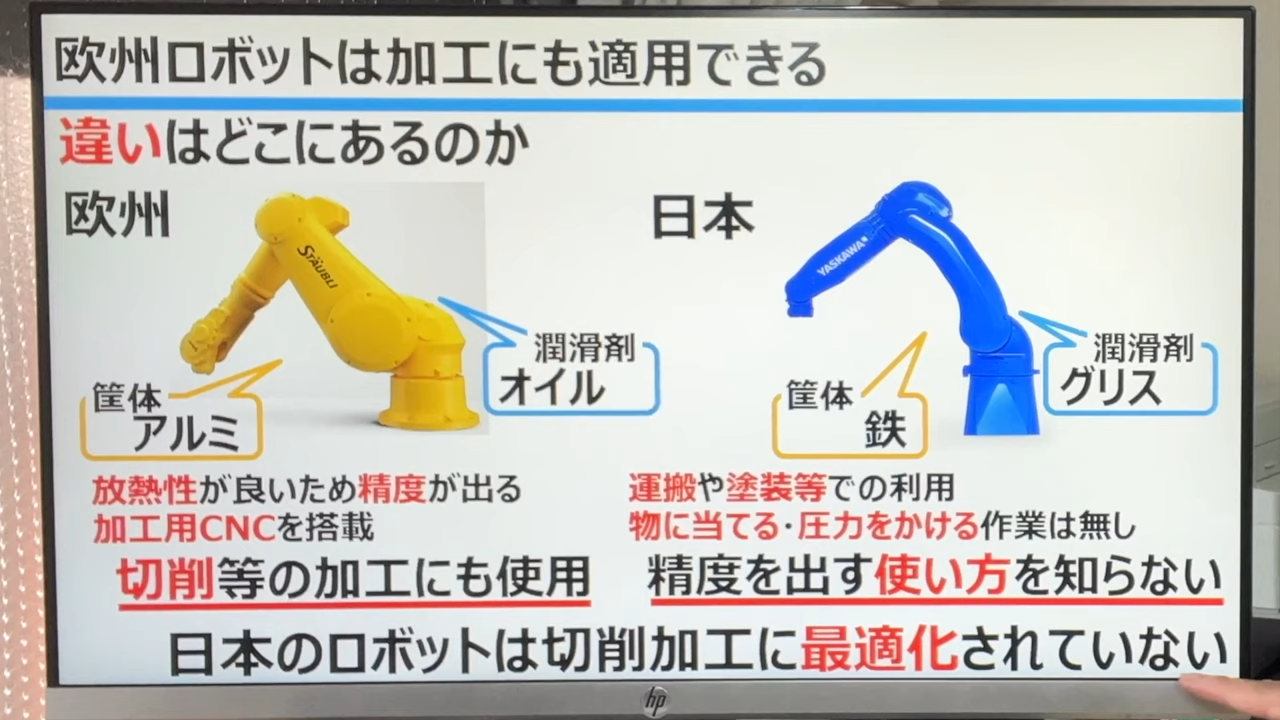 欧州ロボットは加工にも適用できる
違いはどこにあるのか
欧州
STÄUBLI
潤滑剤
オイル
筐体
アルミ
放熱性が良いため精度が出る
加工用CNCを搭載
切削等の加工にも使用
日本
YASKAWA
潤滑剤
グリス
筐体
鉄
運搬や塗装等での利用
物に当てる・圧力をかける作業は無し
精度を出す使い方を知らない
日本のロボットは切削加工に最適化されていない
hp